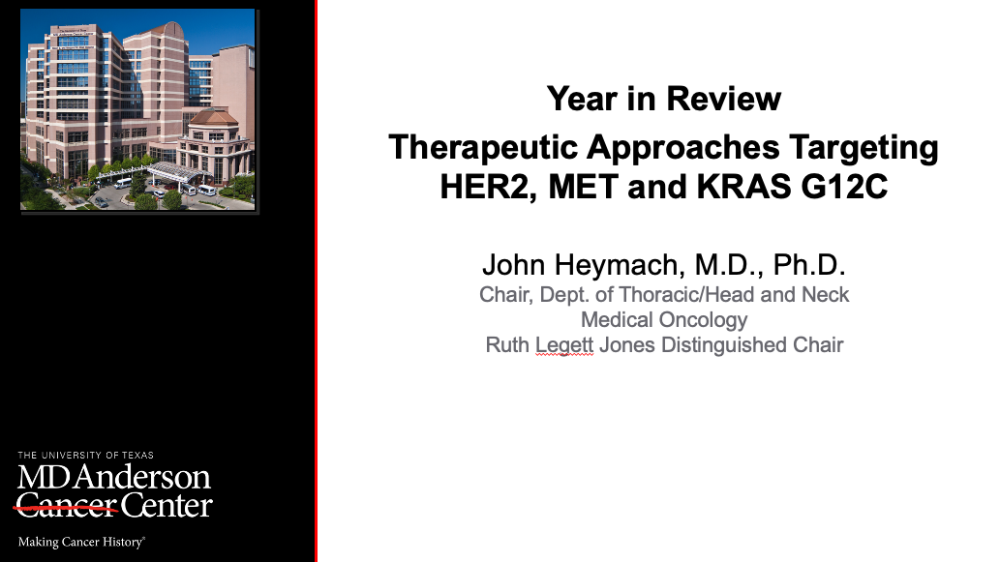 Year in Review
Therapeutic Approaches Targeting
HER2, MET and KRAS G12C
John Heymach, M.D., Ph.D.
Chair, Dept. of Thoracic/Head and Neck
Medical Oncology
Ruth Legett Jones Distinguished Chair
THE UNIVERSITY OF TEXAS
MD Anderson
Cancer Center
Making Cancer History®